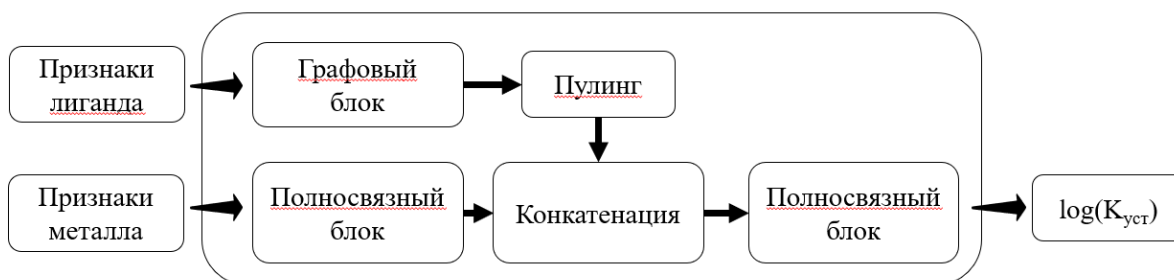 Признаки
лиганда
Графовый
блок
Пулинг
Признаки
металла
Полносвязный
блок
Конкатенация
Полносвязный
блок
log(Kуст)